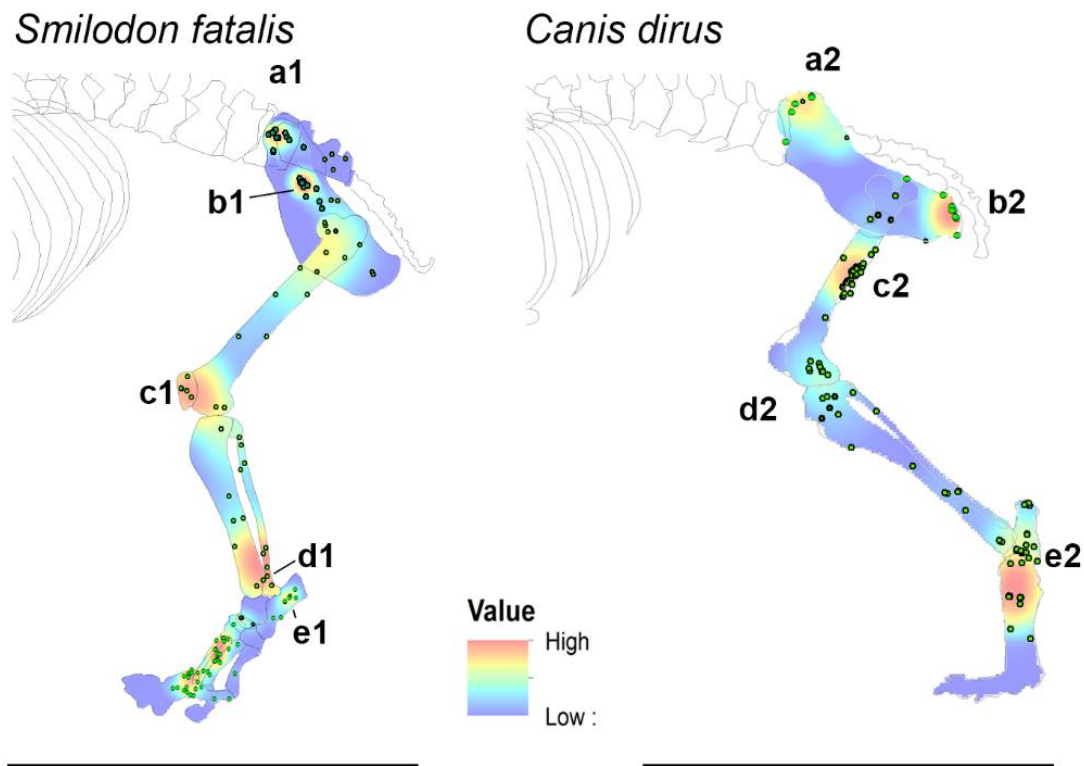 Smilodon fatalis
Canis dirus
a1
a2
b1
b2
c1
c2
d1
d2
e1
e2
Value
High
Low :